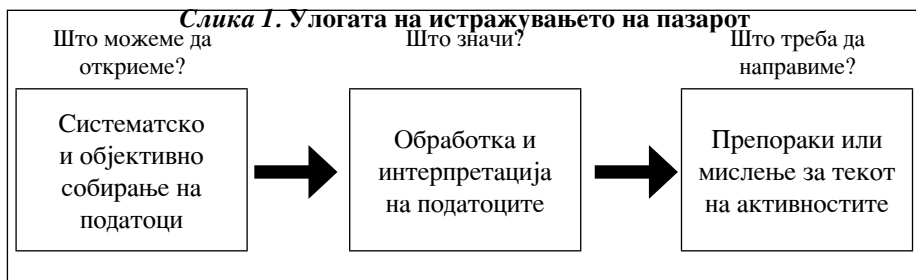 Слика 1. Улогата на истражувањето на пазарот
Што можеме да
откриеме?
Што значи?
Што треба да
направиме?
Систематско
и објективно
собирање на
податоци
Обработка и
интерпретација
на податоците
Препораки или
мислење за текот
на активностите